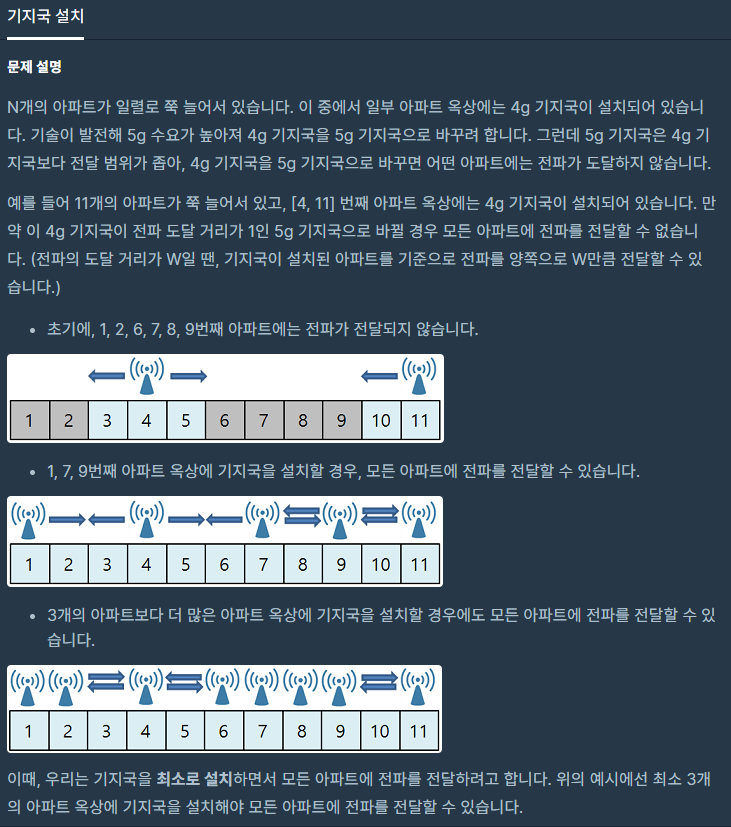 기지국 설치
문제 설명
N개의 아파트가 일렬로 쭉 늘어서 있습니다. 이 중에서 일부 아파트 옥상에는 4g 기지국이 설치되어 있습니
다. 기술이 발전해 5g 수요가 높아져 4g 기지국을 5g 기지국으로 바꾸려 합니다. 그런데 5g 기지국은 4g 기
지국보다 전달 범위가 좁아, 4g 기지국을 5g 기지국으로 바꾸면 어떤 아파트에는 전파가 도달하지 않습니다.
예를 들어 11개의 아파트가 쭉 늘어서 있고, [4, 11] 번째 아파트 옥상에는 4g 기지국이 설치되어 있습니다. 만
약 이 4g 기지국이 전파 도달 거리가 1인 5g 기지국으로 바뀔 경우 모든 아파트에 전파를 전달할 수 없습니
다. (전파의 도달 거리가 W일 땐, 기지국이 설치된 아파트를 기준으로 전파를 양쪽으로 W만큼 전달할 수 있
습니다.)
• 초기에, 1, 2, 6, 7, 8, 9번째 아파트에는 전파가 전달되지 않습니다.
1 2 3 4 5 6 7 8 9 10 11
• 1, 7, 9번째 아파트 옥상에 기지국을 설치할 경우, 모든 아파트에 전파를 전달할 수 있습니다.
1 2 3 4 5 6 7 8 9 10 11
• 3개의 아파트보다 더 많은 아파트 옥상에 기지국을 설치할 경우에도 모든 아파트에 전파를 전달할 수 있
습니다.
1 2 3 4 5 6 7 8 9 10 11
이때, 우리는 기지국을 최소로 설치하면서 모든 아파트에 전파를 전달하려고 합니다. 위의 예시에선 최소 3개
의 아파트 옥상에 기지국을 설치해야 모든 아파트에 전파를 전달할 수 있습니다.